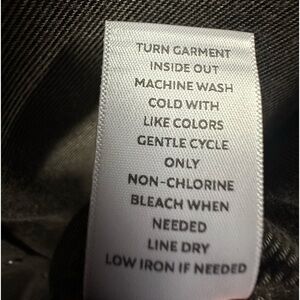 TURN GARMENT
INSIDE OUT
MACHINE WASH
COLD WITH
LIKE COLORS
GENTLE CYCLE
ONLY
NON-CHLORINE
BLEACH WHEN
NEEDED
LINE DRY
LOW IRON IF NEEDED